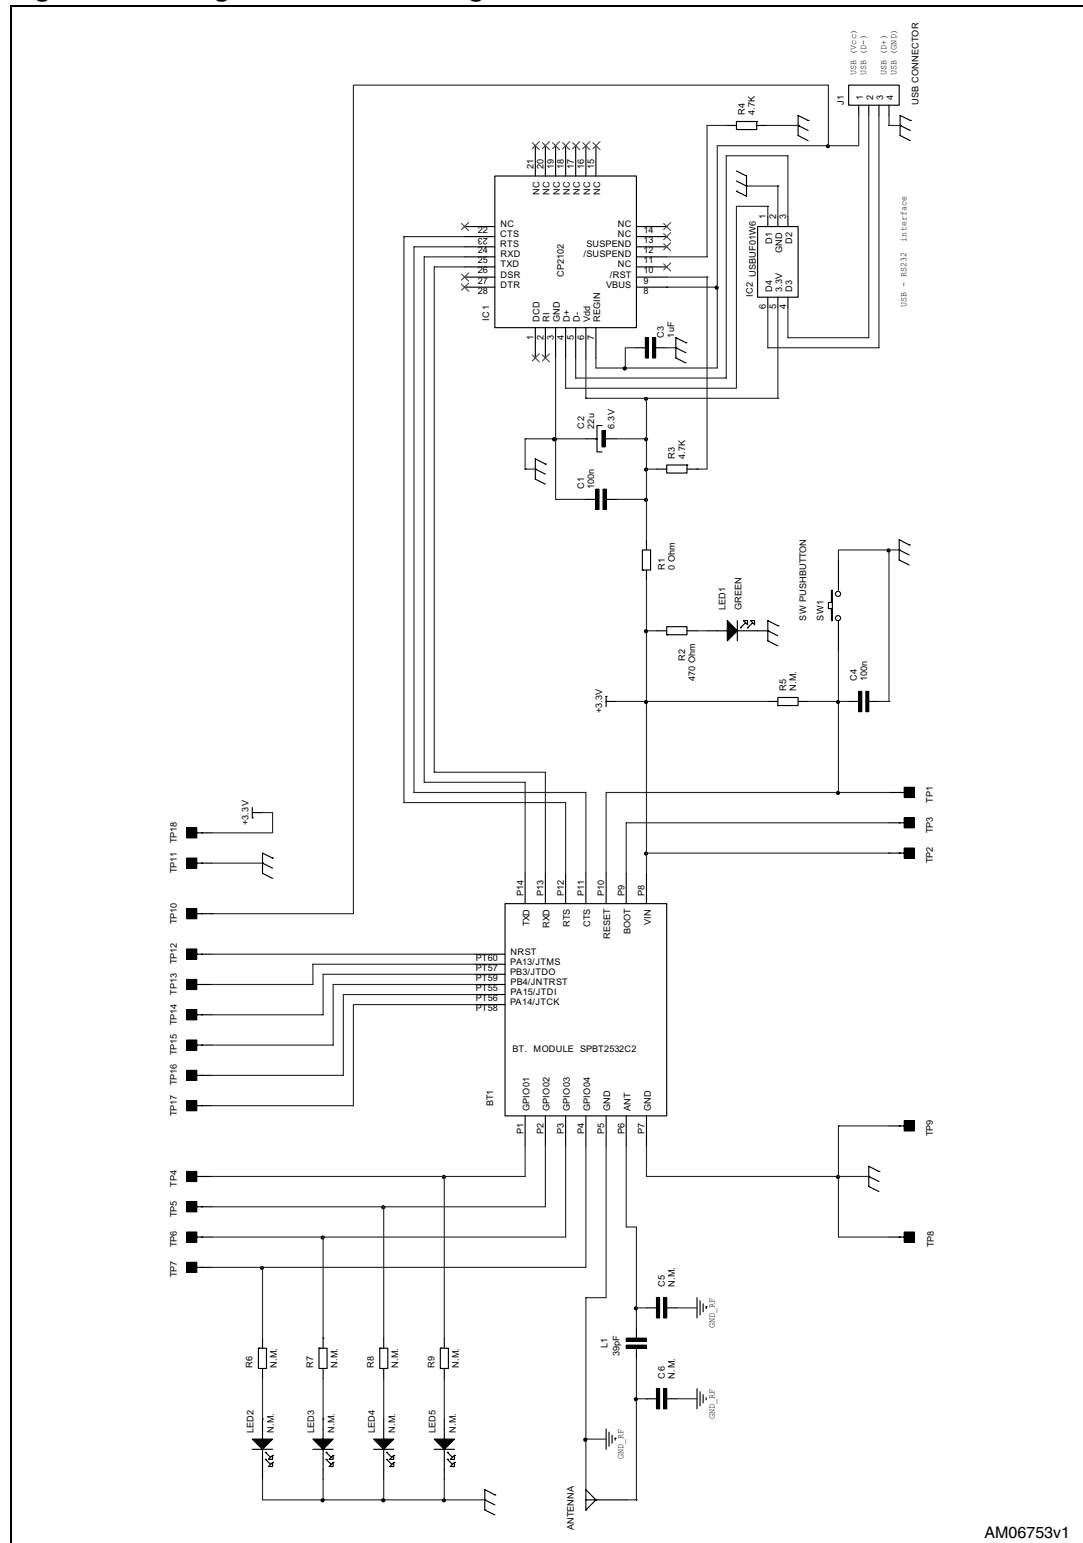 USB (Vcc)
USB (D-)
USB (D+)
USB (GND)
J1
1
2
3
4
USB CONNECTOR
R4
4.7K
21
20
19
18
17
16
15
NC
NC
NC
NC
NC
NC
NC
NC
CTS
RTS
RXD
TXD
DSR
DTR
22
23
24
25
26
27
28
CP2102
NC
NC
SUSPEND
/SUSPEND
NC
/RST
VBUS
14
13
12
11
10
9
8
IC1
DCD
RI
GND
D+
D-
Vdd
REGIN
1
2
3
4
5
6
7
IC2 USBUF01W6
1
2
3
D1
GND
D2
D4
3.3V
D3
6
5
4
USB - RS232 interface
C3
1uF
C2
22u
6.3V
C1
100n
R3
4.7K
R1
0 Ohm
LED1
GREEN
R2
470 Ohm
SW PUSHBUTTON
SW1
R5
N.M.
C4
100n
+3.3V
+3.3V
TP18
TP11
TP10
TP12
TP13
TP14
TP15
TP16
TP17
TP4
TP5
TP6
TP7
TP1
TP3
TP2
P14
P13
P12
P11
P10
P9
P8
TXD
RXD
RTS
CTS
RESET
BOOT
VIN
NRST
PT60
PA13/JTMS
PT57
PB3/JTDO
PT59
PB4/JNTRST
PT55
PA15/JTDI
PT56
PA14/JTCK
PT58
BT. MODULE SPBT2532C2
BT1
GPIO01
GPIO02
GPIO03
GPIO04
GND
ANT
GND
P1
P2
P3
P4
P5
P6
P7
TP9
TP8
R6
N.M.
R7
N.M.
R8
N.M.
R9
N.M.
LED2
N.M.
LED3
N.M.
LED4
N.M.
LED5
N.M.
C5
N.M.
GND_RF
L1
39pF
C6
N.M.
GND_RF
GND_RF
ANTENNA
AM06753v1